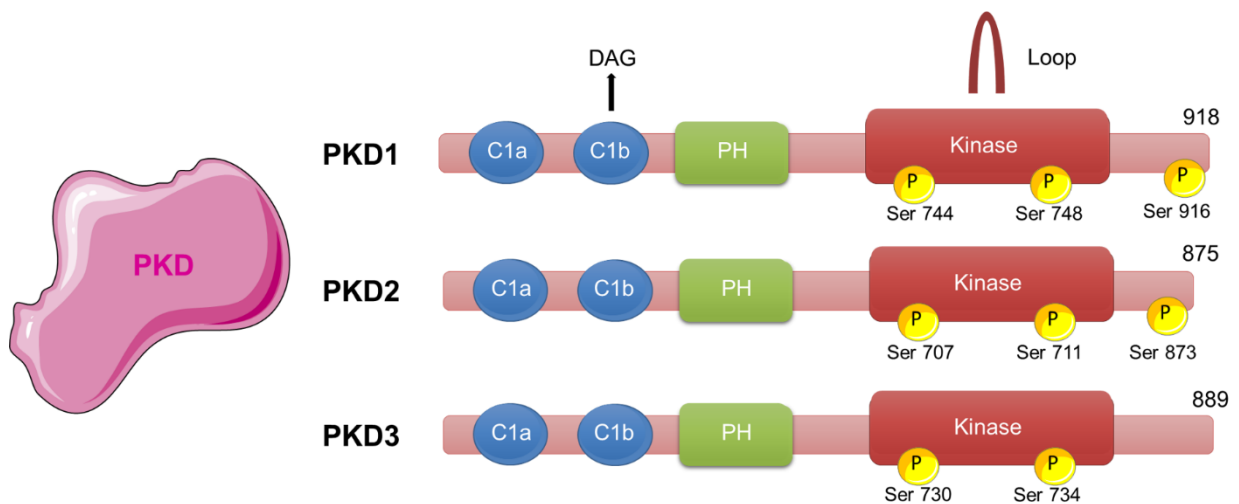 DAG
Loop
918
PKD1
C1a
C1b
PH
Kinase
P
P
P
Ser 744
Ser 748
Ser 916
PKD
875
PKD2
C1a
C1b
PH
Kinase
P
P
P
Ser 707
Ser 711
Ser 873
889
PKD3
C1a
C1b
PH
Kinase
P
P
Ser 730
Ser 734